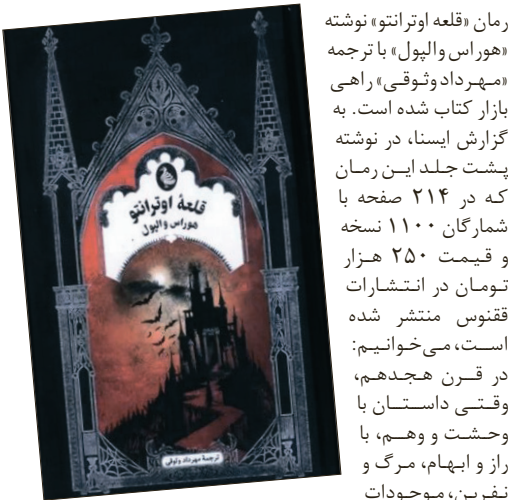 رمان «قلعه اوترانتو» نوشته
«هوراس والپول» با ترجمه
«مهرداد وثوقی» راهی
بازار کتاب شده است. به
گزارش ایسنا، در نوشته
پشت جلد این رمان
که در ۲۱۴ صفحه با
شمارگان ۱۱۰۰ نسخه
و قیمت ۲۵۰ هزار
تومان در انتشارات
ققنوس منتشر شده
است، می‌خوانیم:
در قرن هجدهم،
وقتی داستان با
وحشت و وهم، با
راز و ابهام، مرگ و
نفرین، موجودات
قلعهٔ اوترانتو
هوراس والپول
ترجمهٔ مهرداد وثوقی